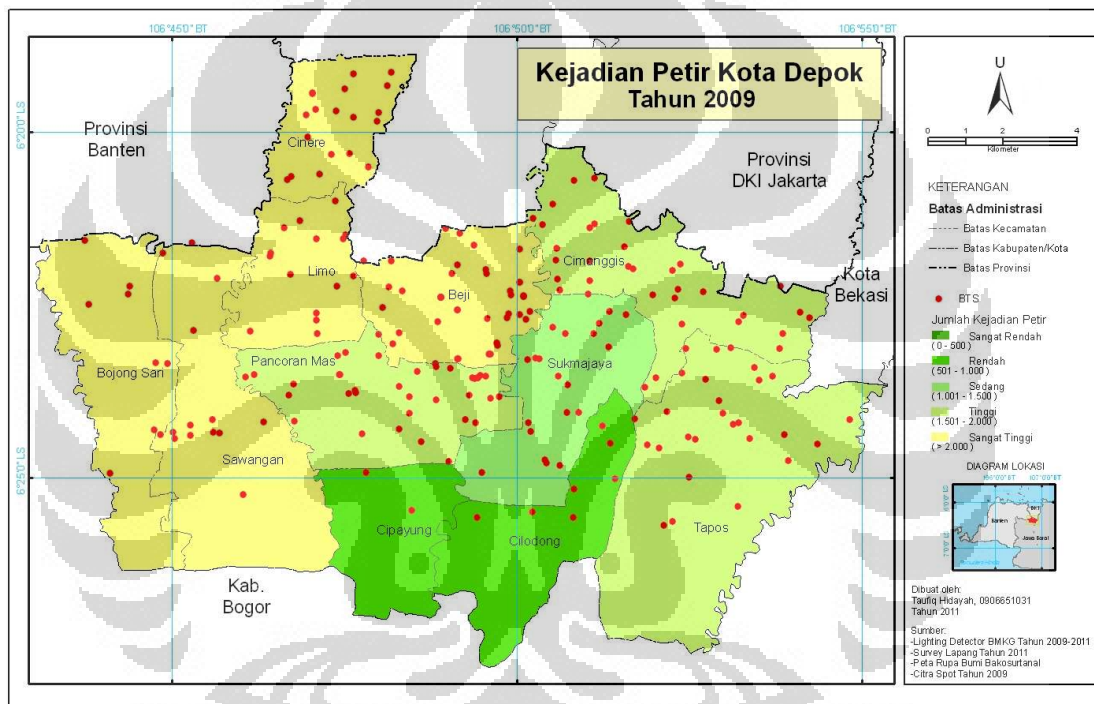 106°45'0"BT
106°50'0"BT
106°55'0"BT
Kejadian Petir Kota Depok
Tahun 2009
6°20'0"LS
6°25'0"LS
Provinsi
Banten
Provinsi
DKI Jakarta
Kota
Bekasi
Kab.
Bogor
Cinere
Limo
Beji
Cimanggis
Pancoran Mas
Sukmajaya
Bojong Sari
Sawangan
Cipayung
Cilodong
Tapos
U
0 1 2 4
Kilometer
KETERANGAN
Batas Administrasi
Batas Kecamatan
Batas Kabupaten/Kota
Batas Provinsi
BTS
Jumlah Kejadian Petir
Sangat Rendah
(0 - 500)
Rendah
(501 - 1.000)
Sedang
(1.001 - 1.500)
Tinggi
(1.501 - 2.000)
Sangat Tinggi
(> 2.000)
DIAGRAM LOKASI
Banten
DKI
Jawa Barat
Dibuat oleh:
Taufiq Hidayah, 0906651031
Tahun 2011
Sumber:
-Lighting Detector BMKG Tahun 2009-2011
-Survey Lapang Tahun 2011
-Peta Rupa Bumi Bakosurtanal
-Citra Spot Tahun 2009